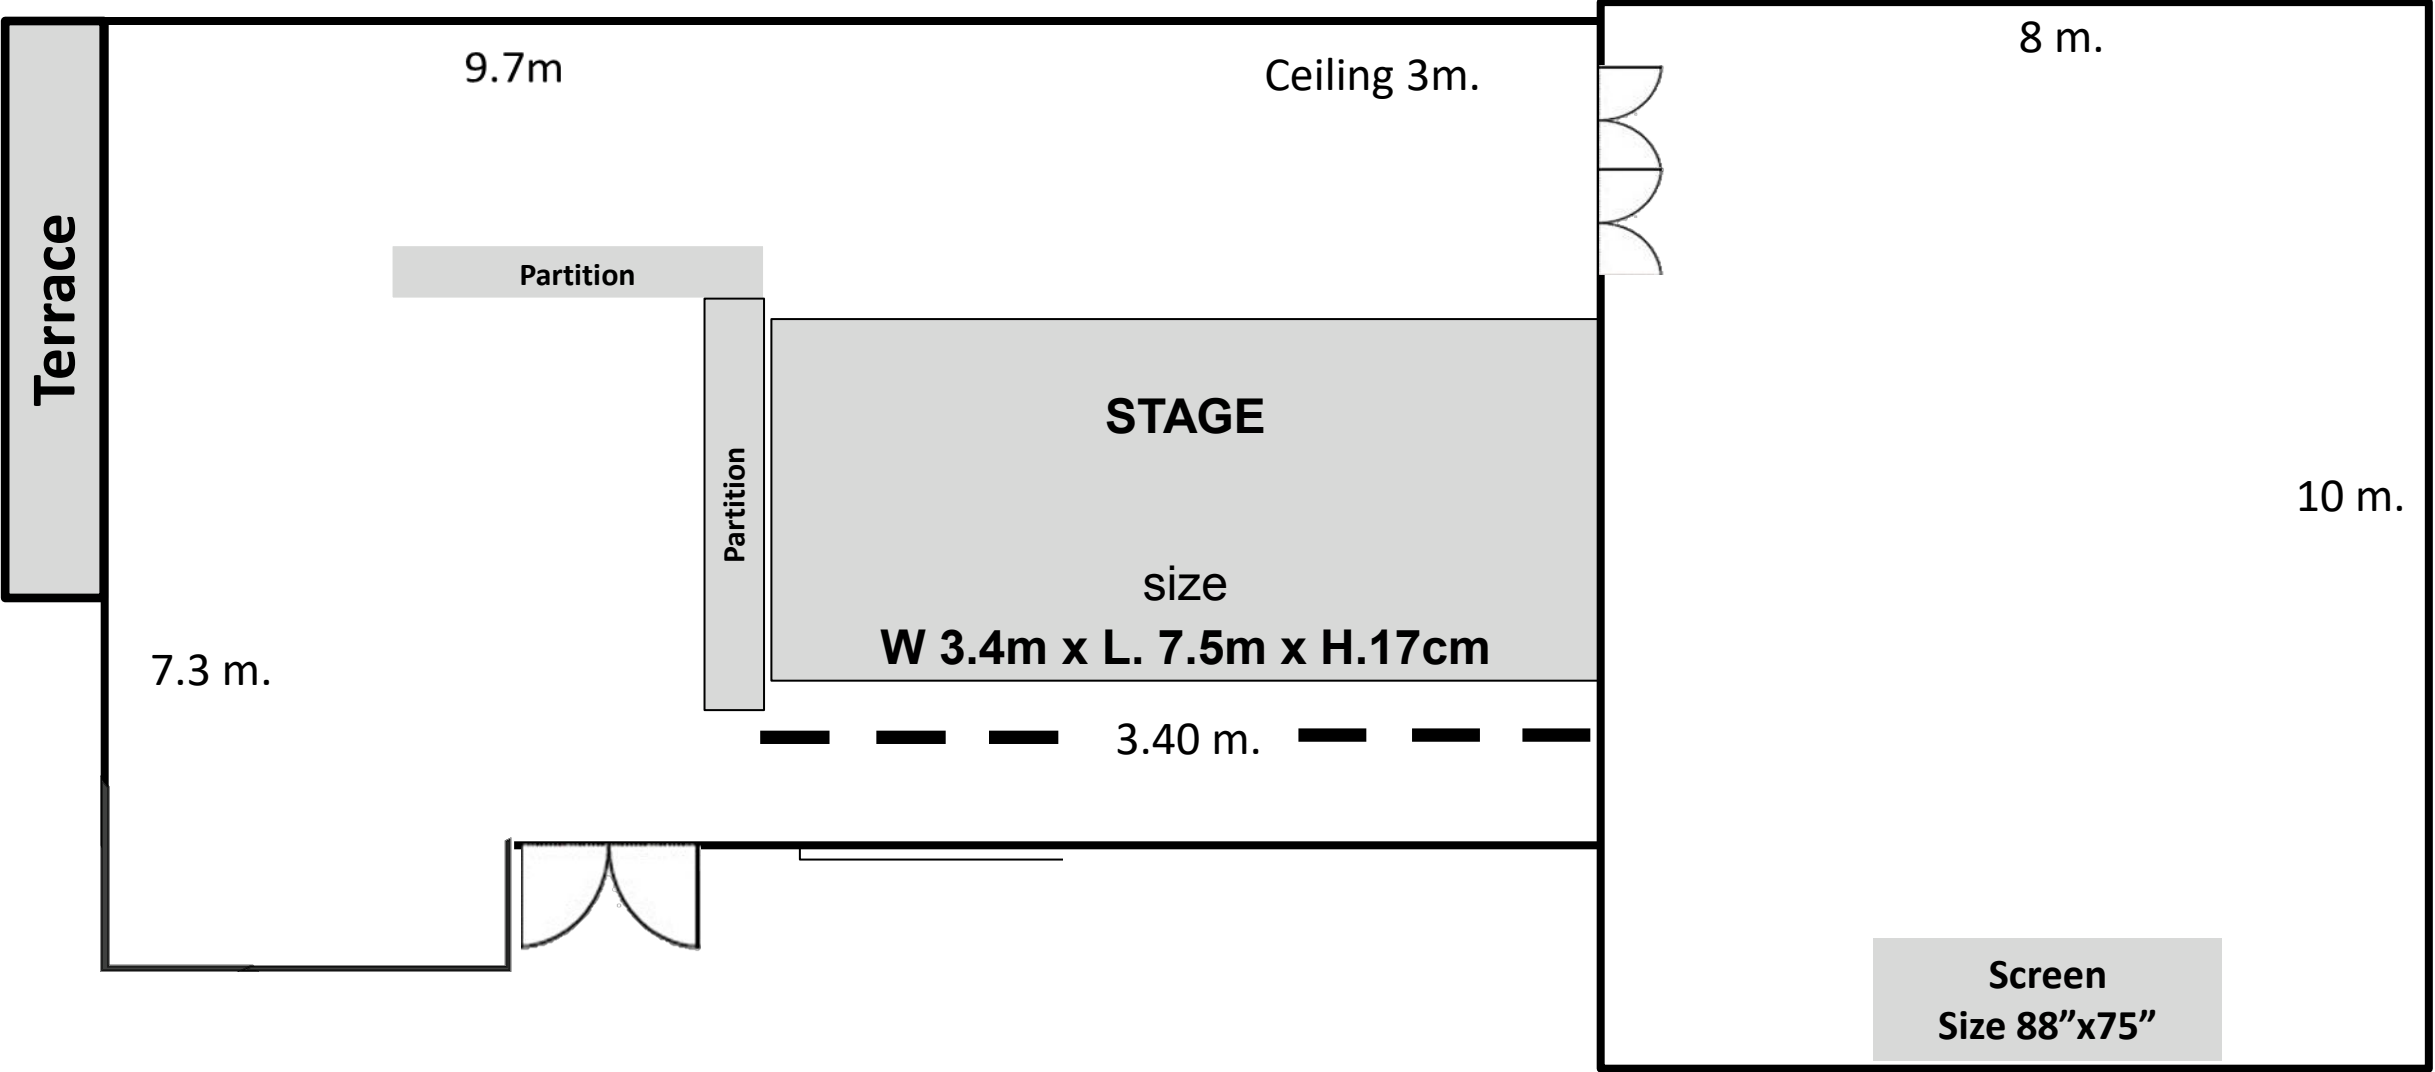 8 m.
9.7m
Ceiling 3m.
Terrace
Partition
STAGE
Partition
10 m.
size
W 3.4m x L. 7.5m x H.17cm
7.3 m.
3.40 m.
Screen
Size 88”x75”